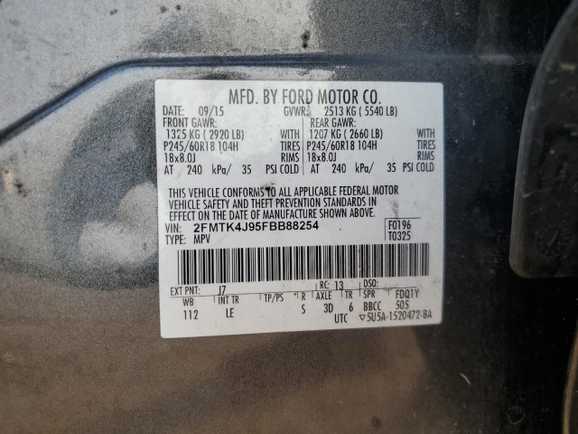 MFD. BY FORD MOTOR CO.
DATE: 09/15 GVWR: 2513 KG ( 5540 LB)
FRONT GAWR: REAR GAWR:
1325 KG ( 2920 LB) WITH 1207 KG ( 2660 LB) WITH
P245/60R18 104H TIRES P245/60R18 104H TIRES
18x8.0J RIMS 18x8.0J RIMS
AT 240 kPa/ 35 PSI COLD AT 240 kPa/ 35 PSI COLD
THIS VEHICLE CONFORMS TO ALL APPLICABLE FEDERAL MOTOR
VEHICLE SAFETY AND THEFT PREVENTION STANDARDS IN
EFFECT ON THE DATE OF MANUFACTURE SHOWN ABOVE.
VIN: 2FMTK4J95FBB88254 F0196
TYPE: MPV T0325
EXT PNT: J7 RC: 13 DSO:
WB INT TR TP/PS *R AXLE TR SPR FDQ1Y
112 LE S 3D 6 BBCC 505
UTC ▽5U5A-1520472-BA